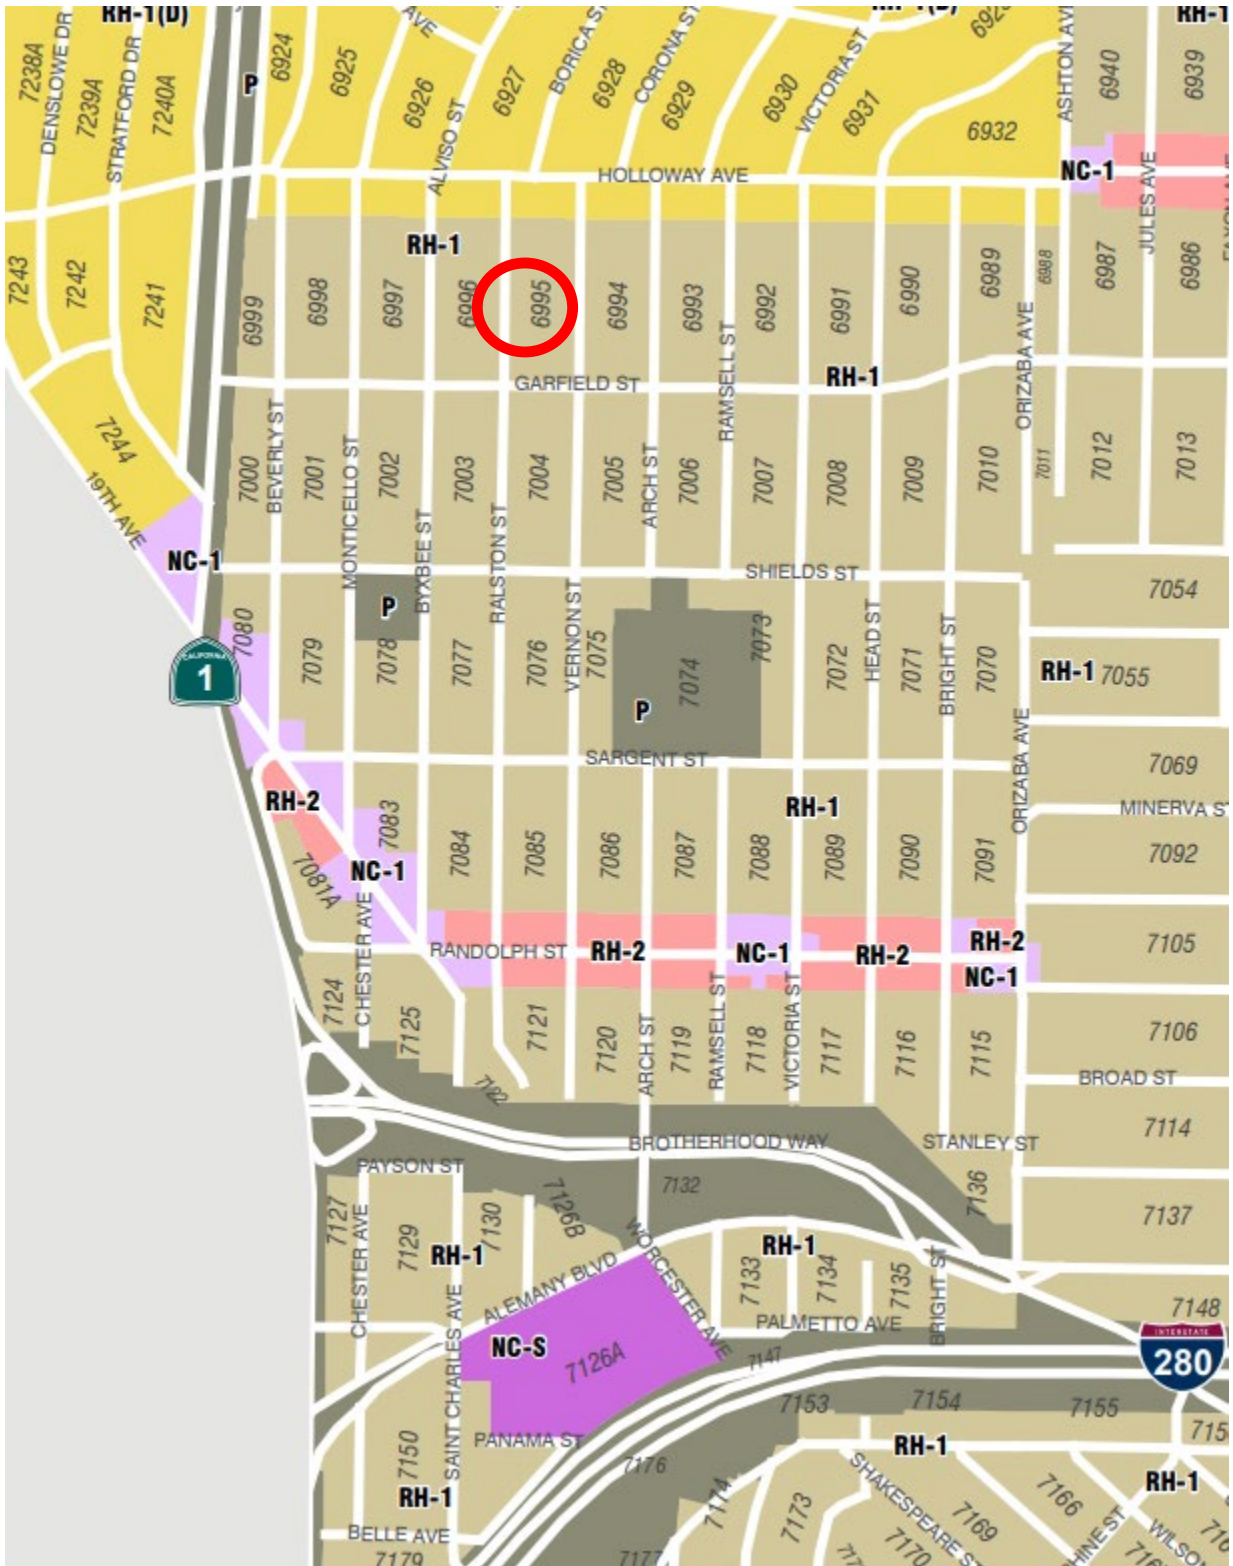 RH-1(D)
RH-1(D)
RH-1
7238A
DENSLOWE DR
7239A
STRATFORD DR
7240A
P
6924
6925
AVE
6926
ALVISO ST
6927
BORICA ST
6928
CORONA ST
6929
6930
VICTORIA ST
6931
6932
ASHTON AVE
6940
6939
HOLLOWAY AVE
NC-1
JULES AVE
FAXON AVE
7243
7242
7241
RH-1
6999
6998
6997
6996
6995
6994
6993
6992
6991
6990
6989
6988
6987
6986
RAMSELL ST
ORIZABA AVE
GARFIELD ST
RH-1
7244
19TH AVE
7000
BEVERLY ST
7001
MONTICELLO ST
7002
BYXBEE ST
7003
RALSTON ST
7004
7005
ARCH ST
7006
7007
7008
7009
7010
7011
7012
7013
NC-1
SHIELDS ST
7054
P
7080
7079
7078
7077
7076
VERNON ST
7075
7074
7073
P
7072
HEAD ST
7071
BRIGHT ST
7070
RH-1
7055
CALIFORNIA
1
SARGENT ST
ORIZABA AVE
7069
MINERVA ST
RH-2
RH-1
7081A
7083
NC-1
7084
7085
7086
7087
7088
7089
7090
7091
7092
CHESTER AVE
RANDOLPH ST
RH-2
NC-1
RH-2
RH-2
NC-1
7105
7124
7125
7122
7121
7120
ARCH ST
7119
RAMSELL ST
7118
VICTORIA ST
7117
7116
7115
7106
BROAD ST
BROTHERHOOD WAY
STANLEY ST
7114
PAYSON ST
7132
7136
7137
7127
CHESTER AVE
7129
RH-1
7130
7126B
ALEMANY BLVD
WORCESTER AVE
RH-1
7133
7134
7135
BRIGHT ST
7148
PALMETTO AVE
SAINT CHARLES AVE
NC-S
7126A
7147
INTERSTATE
280
7153
7154
7155
7150
PANAMA ST
7176
RH-1
RH-1
RH-1
BELLE AVE
7179
7177
7174
7173
SHAKESPEARE ST
7170
7169
7166